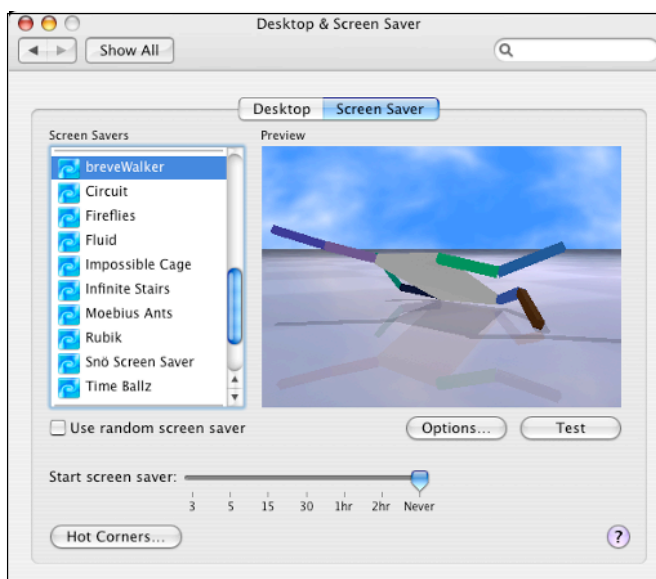 Desktop & Screen Saver
Show All
Desktop Screen Saver
Screen Savers
Preview
breveWalker
Circuit
Fireflies
Fluid
Impossible Cage
Infinite Stairs
Moebius Ants
Rubik
Snö Screen Saver
Time Ballz
Use random screen saver
Options...
Test
Start screen saver:
3 5 15 30 1hr 2hr Never
Hot Corners...
?